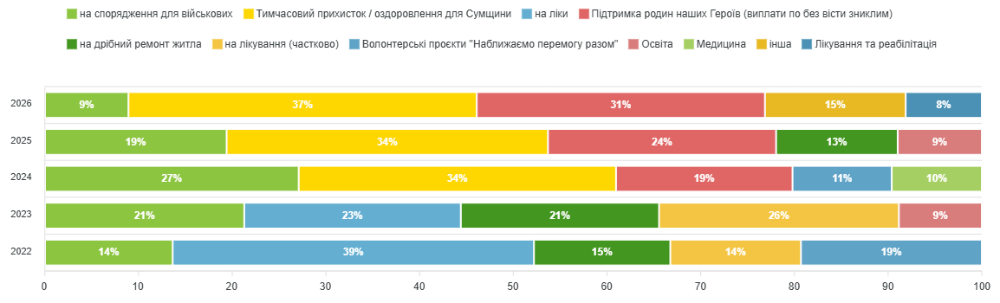 на спорядження для військових Тимчасовий прихисток / оздоровлення для Сумщини на ліки Підтримка родин наших Героїв (виплати по без вісти зниклим)
на дрібний ремонт житла на лікування (частково) Волонтерські проєкти "Наближаємо перемогу разом" Освіта Медицина інша Лікування та реабілітація
2026 9% 37% 31% 15% 8%
2025 19% 34% 24% 13% 9%
2024 27% 34% 19% 11% 10%
2023 21% 23% 21% 26% 9%
2022 14% 39% 15% 14% 19%
0 10 20 30 40 50 60 70 80 90 100